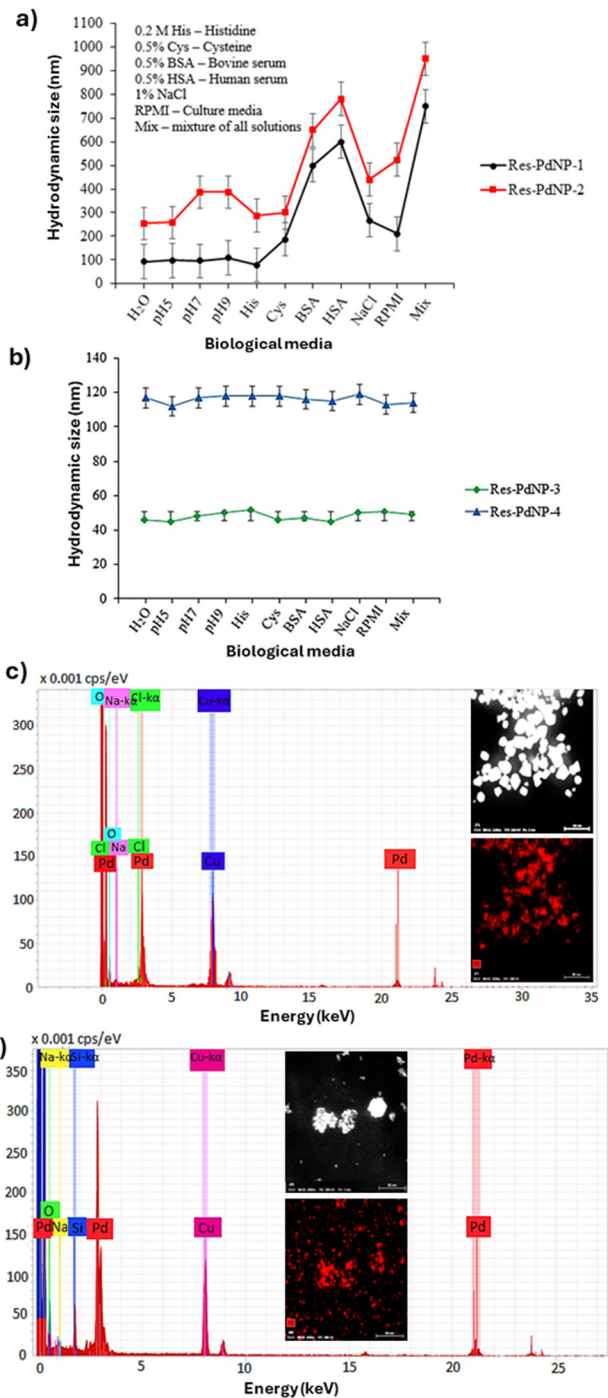 a)
1100
1000
900
800
700
600
500
400
300
200
100
0
Hydrodynamic size (nm)
0.2 M His – Histidine
0.5% Cys – Cysteine
0.5% BSA – Bovine serum
0.5% HSA – Human serum
1% NaCl
RPMI – Culture media
Mix – mixture of all solutions
Res-PdNP-1
Res-PdNP-2
H₂O pH5 pH7 pH9 His Cys BSA HSA NaCl RPMI Mix
Biological media
b)
140
120
100
80
60
40
20
0
Hydrodynamic size (nm)
Res-PdNP-3
Res-PdNP-4
H₂O pH5 pH7 pH9 His Cys BSA HSA NaCl RPMI Mix
Biological media
c)
x 0.001 cps/eV
O Na-kα Cl-kα Cu-kα
300
250
200
150
100
50
0
O
Cl Na Cl
Pd Pd Cu Pd
0 5 10 15 20 25 30 35
Energy (keV)
)
x 0.001 cps/eV
Na-kα Si-kα Cu-kα Pd-kα
350
300
250
200
150
100
50
0
O
Pd Na Si Pd Cu Pd
0 5 10 15 20 25
Energy (keV)